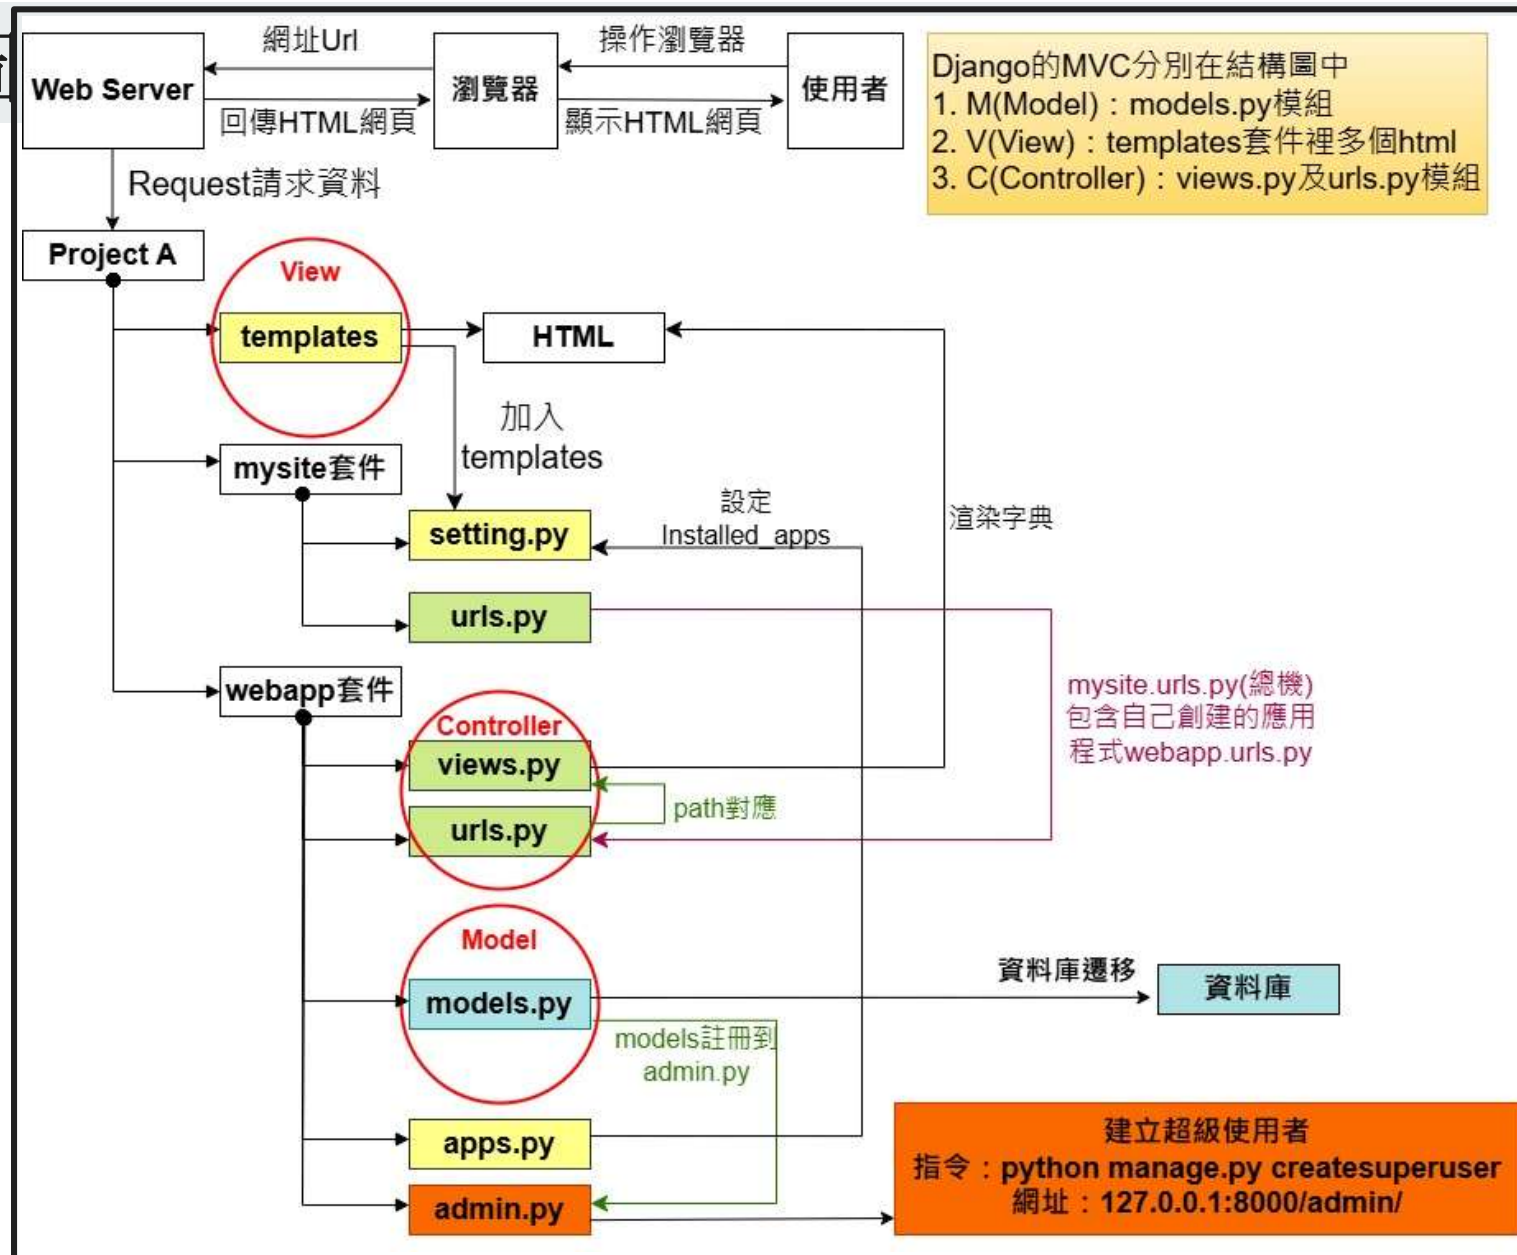 網址Url
操作瀏覽器
Web Server
瀏覽器
使用者
回傳HTML網頁
顯示HTML網頁
Django的MVC分別在結構圖中
1. M(Model)：models.py模組
2. V(View)：templates套件裡多個html
3. C(Controller)：views.py及urls.py模組
Request請求資料
Project A
View
templates
HTML
加入
templates
mysite套件
設定
Installed_apps
渲染字典
setting.py
urls.py
webapp套件
mysite.urls.py(總機)
包含自己創建的應用
程式webapp.urls.py
Controller
views.py
path對應
urls.py
Model
models.py
資料庫遷移
資料庫
models註冊到
admin.py
apps.py
admin.py
建立超級使用者
指令：python manage.py createsuperuser
網址：127.0.0.1:8000/admin/